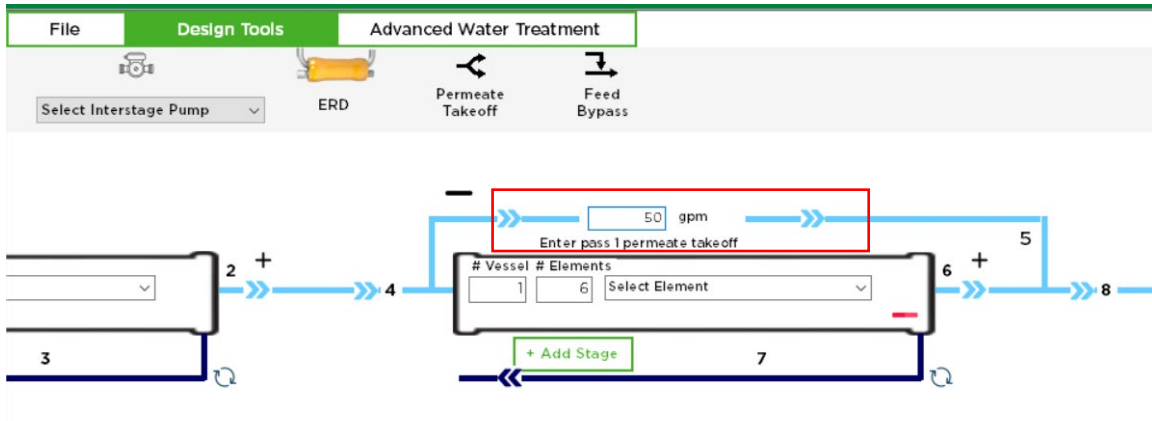 File
Design Tools
Advanced Water Treatment
Select Interstage Pump
ERD
Permeate
Takeoff
Feed
Bypass
50 gpm
Enter pass 1 permeate takeoff
5
# Vessel # Elements
1
6
Select Element
2 +
4
6 +
8
3
+ Add Stage
7